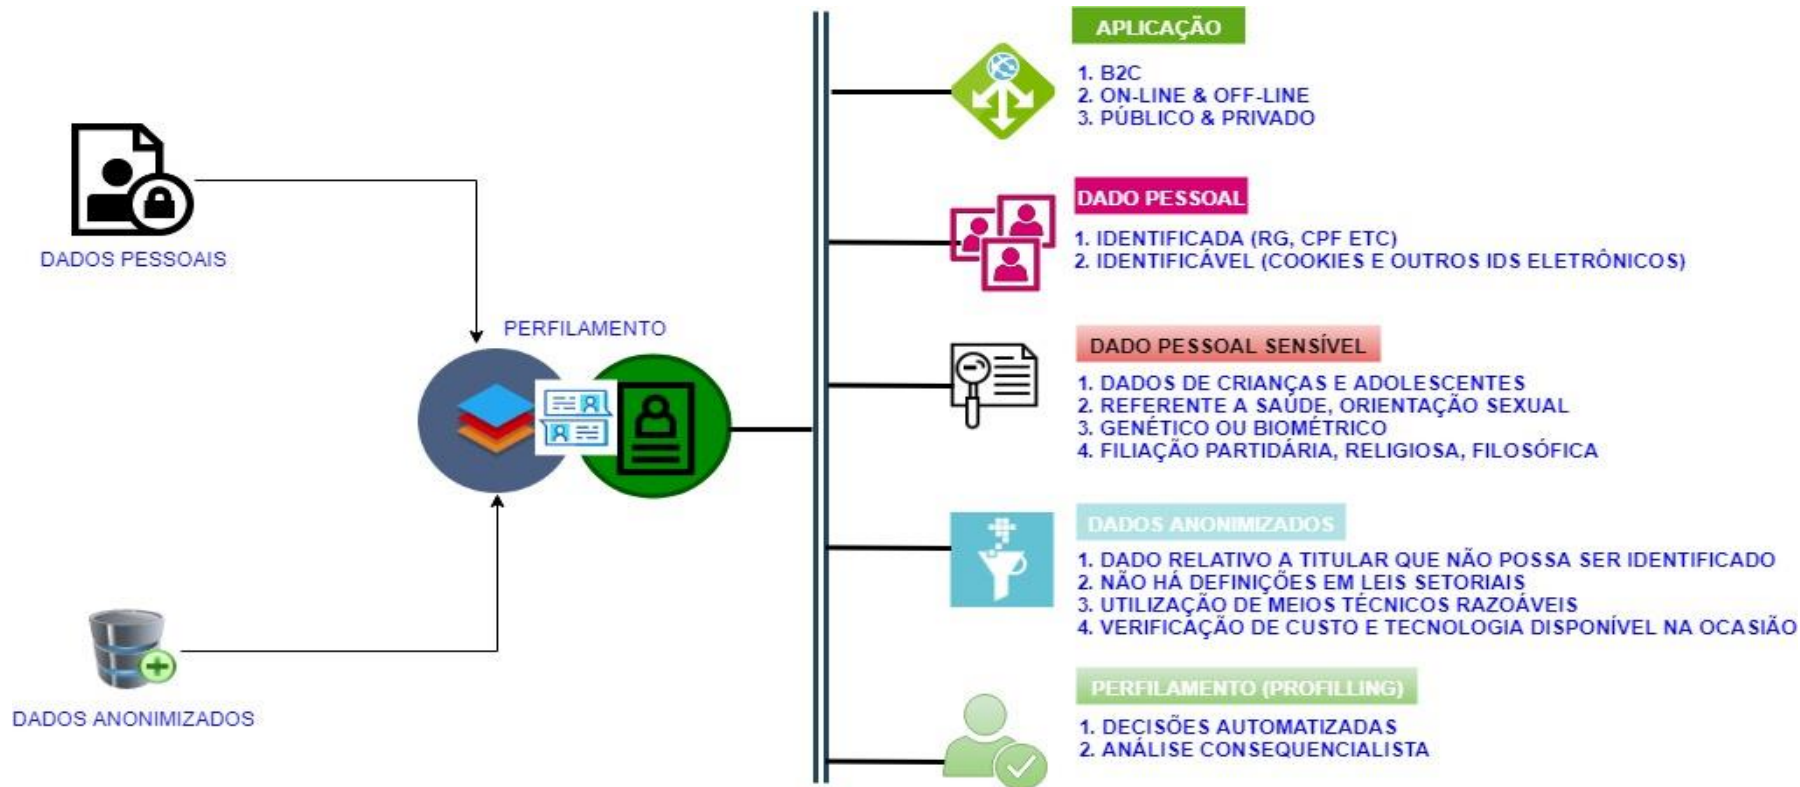 DADOS PESSOAIS
DADOS ANONIMIZADOS
PERFILAMENTO
APLICAÇÃO
1. B2C
2. ON-LINE & OFF-LINE
3. PÚBLICO & PRIVADO
DADO PESSOAL
1. IDENTIFICADA (RG, CPF ETC)
2. IDENTIFICÁVEL (COOKIES E OUTROS IDS ELETRÔNICOS)
DADO PESSOAL SENSÍVEL
1. DADOS DE CRIANÇAS E ADOLESCENTES
2. REFERENTE A SAÚDE, ORIENTAÇÃO SEXUAL
3. GENÉTICO OU BIOMÉTRICO
4. FILIAÇÃO PARTIDÁRIA, RELIGIOSA, FILOSÓFICA
DADOS ANONIMIZADOS
1. DADO RELATIVO A TITULAR QUE NÃO POSSA SER IDENTIFICADO
2. NÃO HÁ DEFINIÇÕES EM LEIS SETORIAIS
3. UTILIZAÇÃO DE MEIOS TÉCNICOS RAZOÁVEIS
4. VERIFICAÇÃO DE CUSTO E TECNOLOGIA DISPONÍVEL NA OCASIÃO
PERFILAMENTO (PROFILLING)
1. DECISÕES AUTOMATIZADAS
2. ANÁLISE CONSEQUENCIALISTA